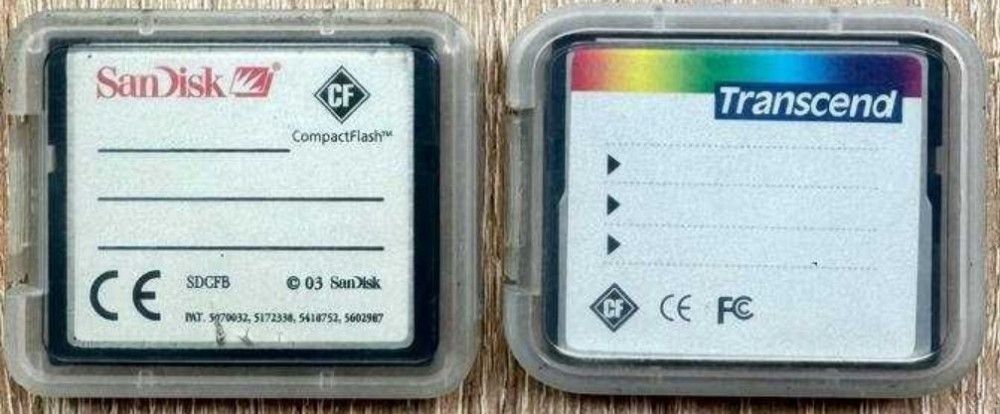 SanDisk
CF
CompactFlash™
CE
SDCFB
© 03 SanDisk
PAT. 5070032, 5172338, 5418752, 5602987
Transcend
CF
CE
FC